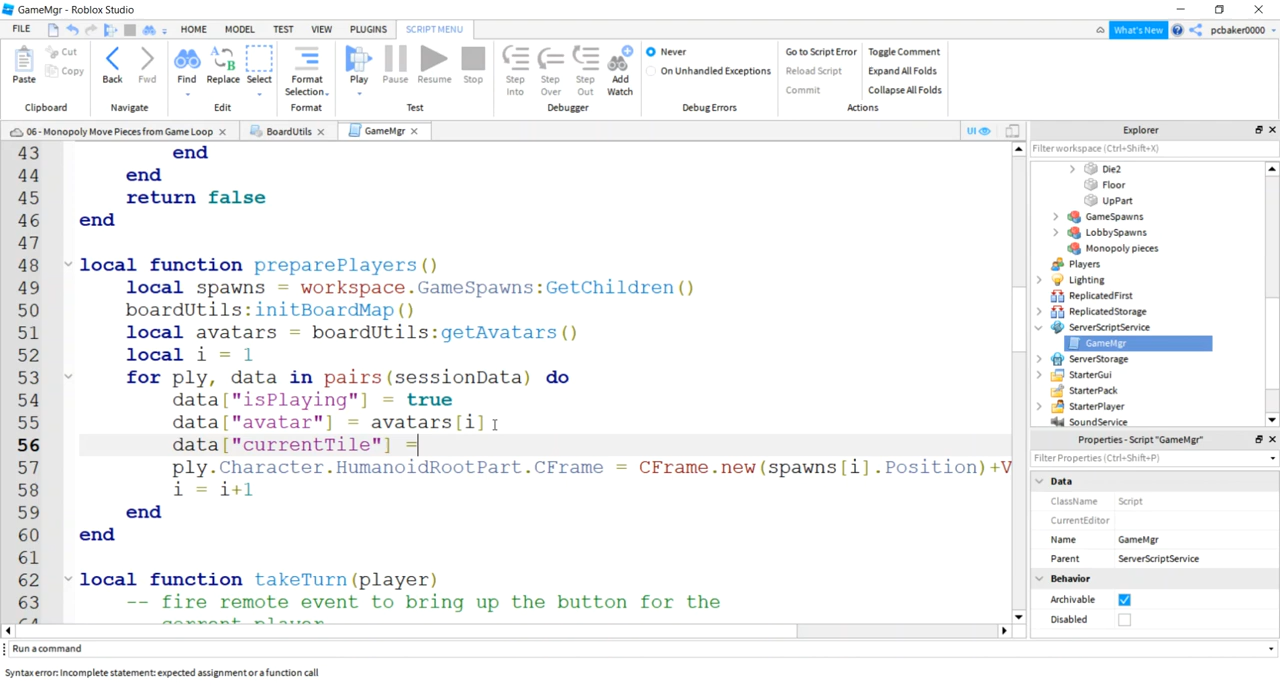 GameMgr - Roblox Studio
FILE HOME MODEL TEST VIEW PLUGINS SCRIPT MENU What's New pcbaker0000
Paste Cut Copy Back Fwd Find Replace Select Format Selection Play Pause Resume Stop Step Into Step Over Step Out Add Watch Never On Unhandled Exceptions Go to Script Error Reload Script Commit Toggle Comment Expand All Folds Collapse All Folds
Clipboard Navigate Edit Format Test Debugger Debug Errors Actions
06 - Monopoly Move Pieces from Game Loop BoardUtils GameMgr UI
43 end
44 end
45 return false
46 end
47
48 local function preparePlayers()
49 local spawns = workspace.GameSpawns:GetChildren()
50 boardUtils:initBoardMap()
51 local avatars = boardUtils:getAvatars()
52 local i = 1
53 for ply, data in pairs(sessionData) do
54 data["isPlaying"] = true
55 data["avatar"] = avatars[i]
56 data["currentTile"] =
57 ply.Character.HumanoidRootPart.CFrame = CFrame.new(spawns[i].Position)+V
58 i = i+1
59 end
60 end
61
62 local function takeTurn(player)
63 -- fire remote event to bring up the button for the
Explorer
Filter workspace (Ctrl+Shift+X)
Die2
Floor
UpPart
GameSpawns
LobbySpawns
Monopoly pieces
Players
Lighting
ReplicatedFirst
ReplicatedStorage
ServerScriptService
GameMgr
ServerStorage
StarterGui
StarterPack
StarterPlayer
SoundService
Properties - Script "GameMgr"
Filter Properties (Ctrl+Shift+P)
Data
ClassName Script
CurrentEditor
Name GameMgr
Parent ServerScriptService
Behavior
Archivable
Disabled
Run a command
Syntax error: Incomplete statement: expected assignment or a function call